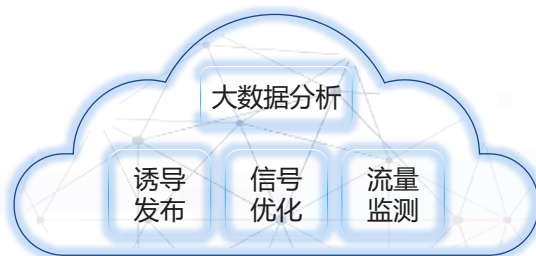 大数据分析
诱导
发布
信号
优化
流量
监测